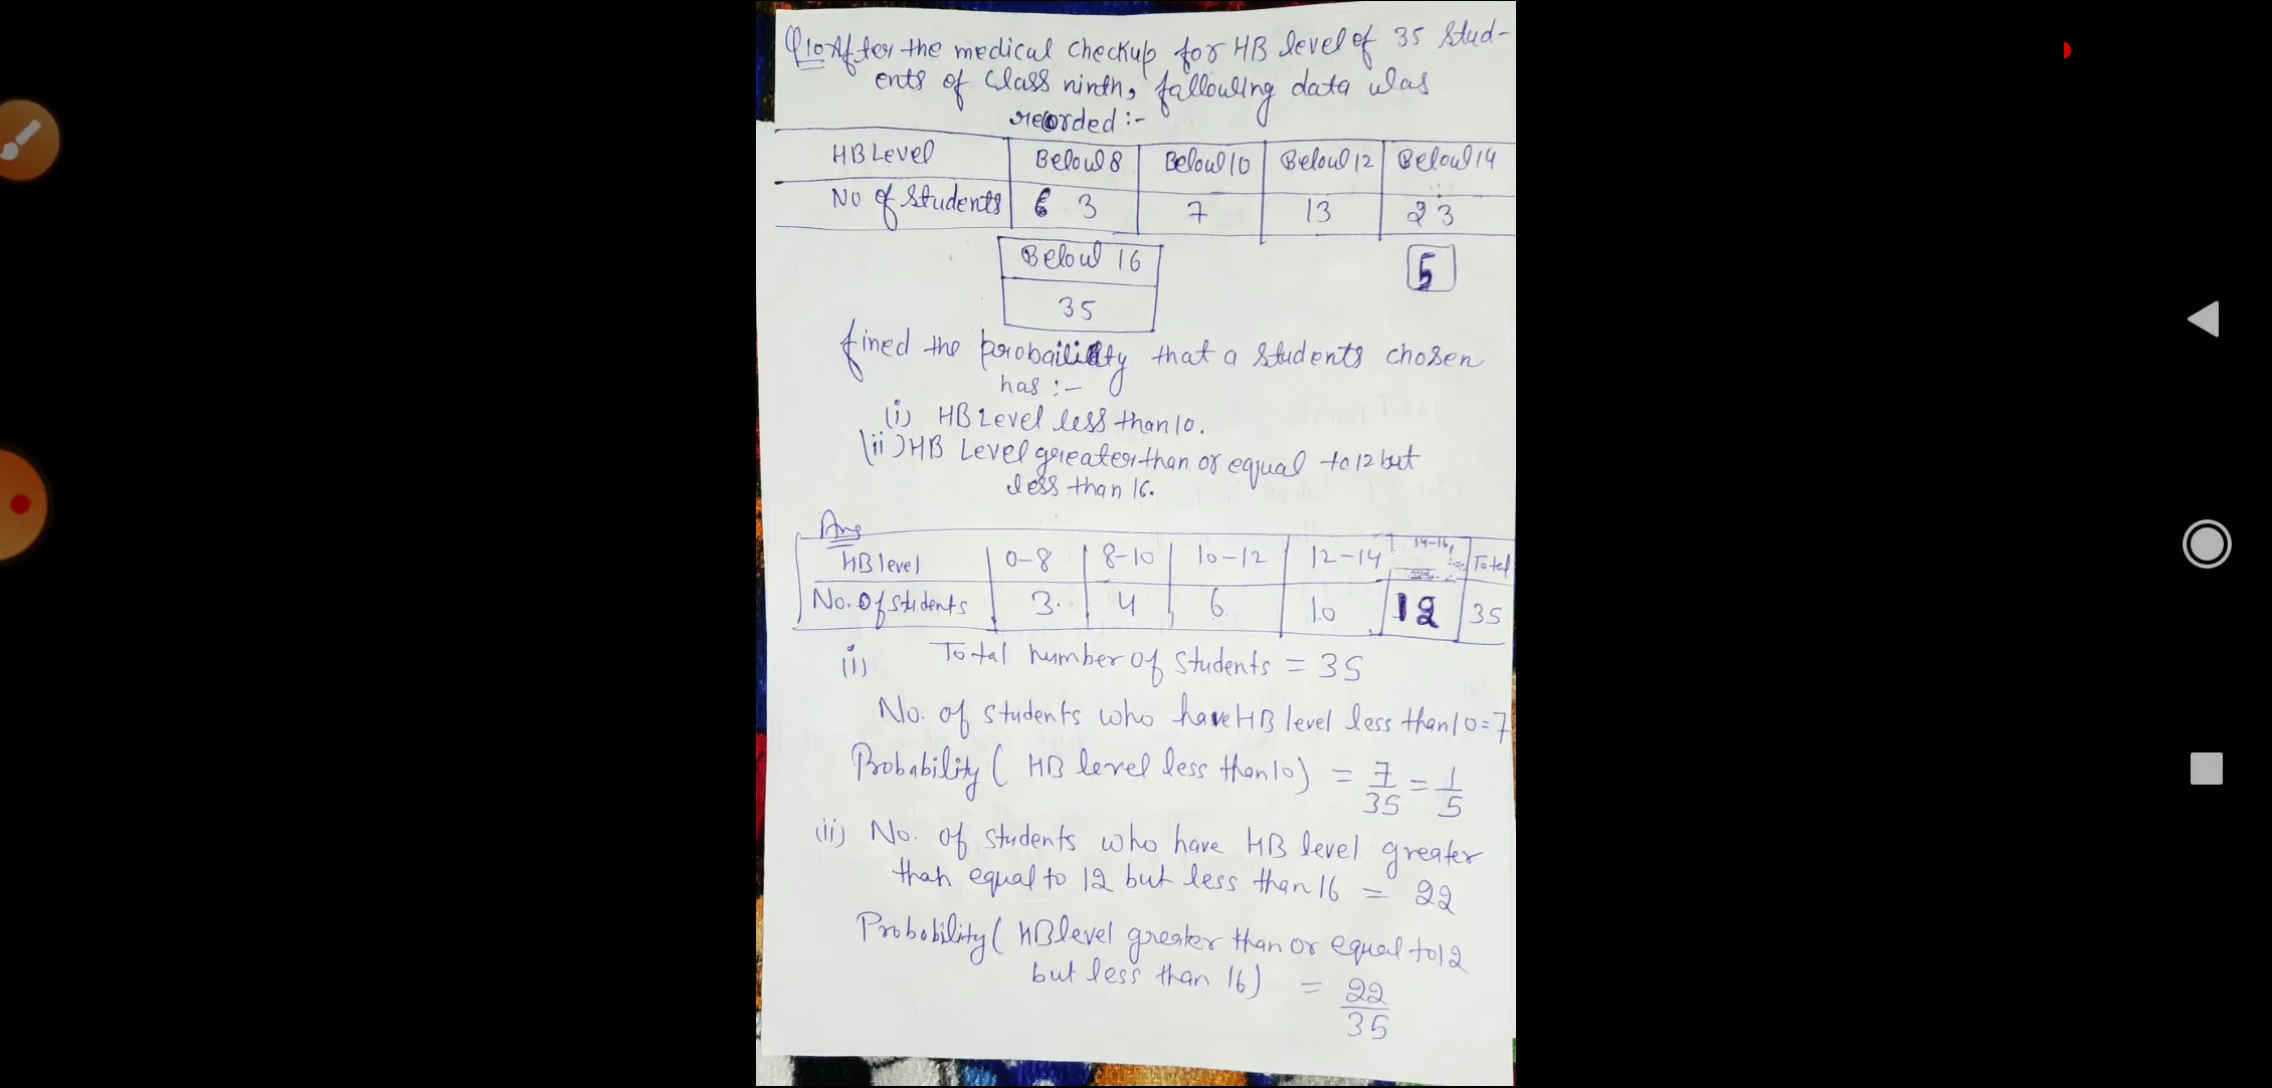 Q10 After the medical checkup for HB level of 35 Stud-
ents of Class ninth, fallowing data was
recorded :-
HB Level Below 8 Below 10 Below 12 Below 14
No of Students 3 7 13 23
Below 16
35
5
fined the probaility that a students chosen
has :-
(i) HB Level less than 10.
(ii) HB Level greater than or equal to 12 but
less than 16.
Ans
HB level 0-8 8-10 10-12 12-14 14-16 Total
No. Of students 3. 4 6 10 12 35
(i) Total number of students = 35
No. of students who have HB level less than 10 = 7
Probability ( HB level less than 10) = 7/35 = 1/5
(ii) No. of students who have HB level greater
than equal to 12 but less than 16 = 22
Probability ( HB level greater than or equal to 12
but less than 16) = 22/35